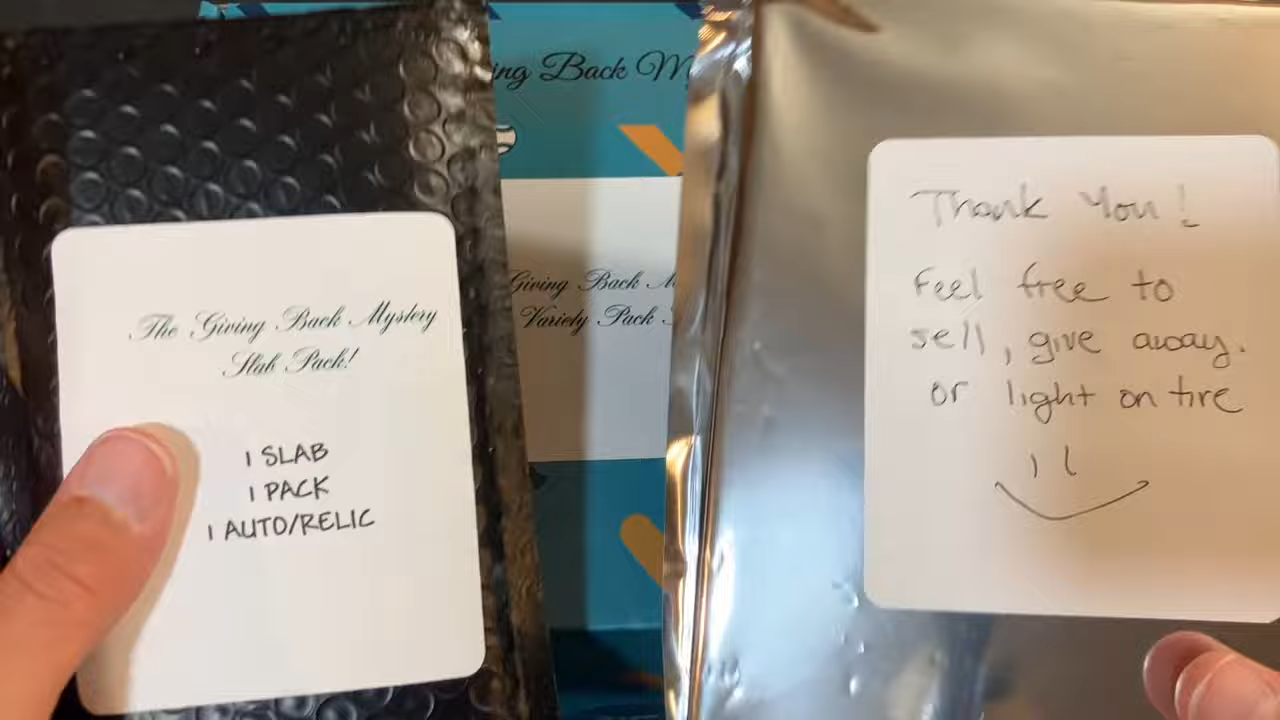 The Giving Back Mystery
Slab Pack!
1 SLAB
1 PACK
1 AUTO/RELIC
ing Back M
Giving Back M
Variety Pack
Thank You!
Feel free to
sell, give away.
or light on fire